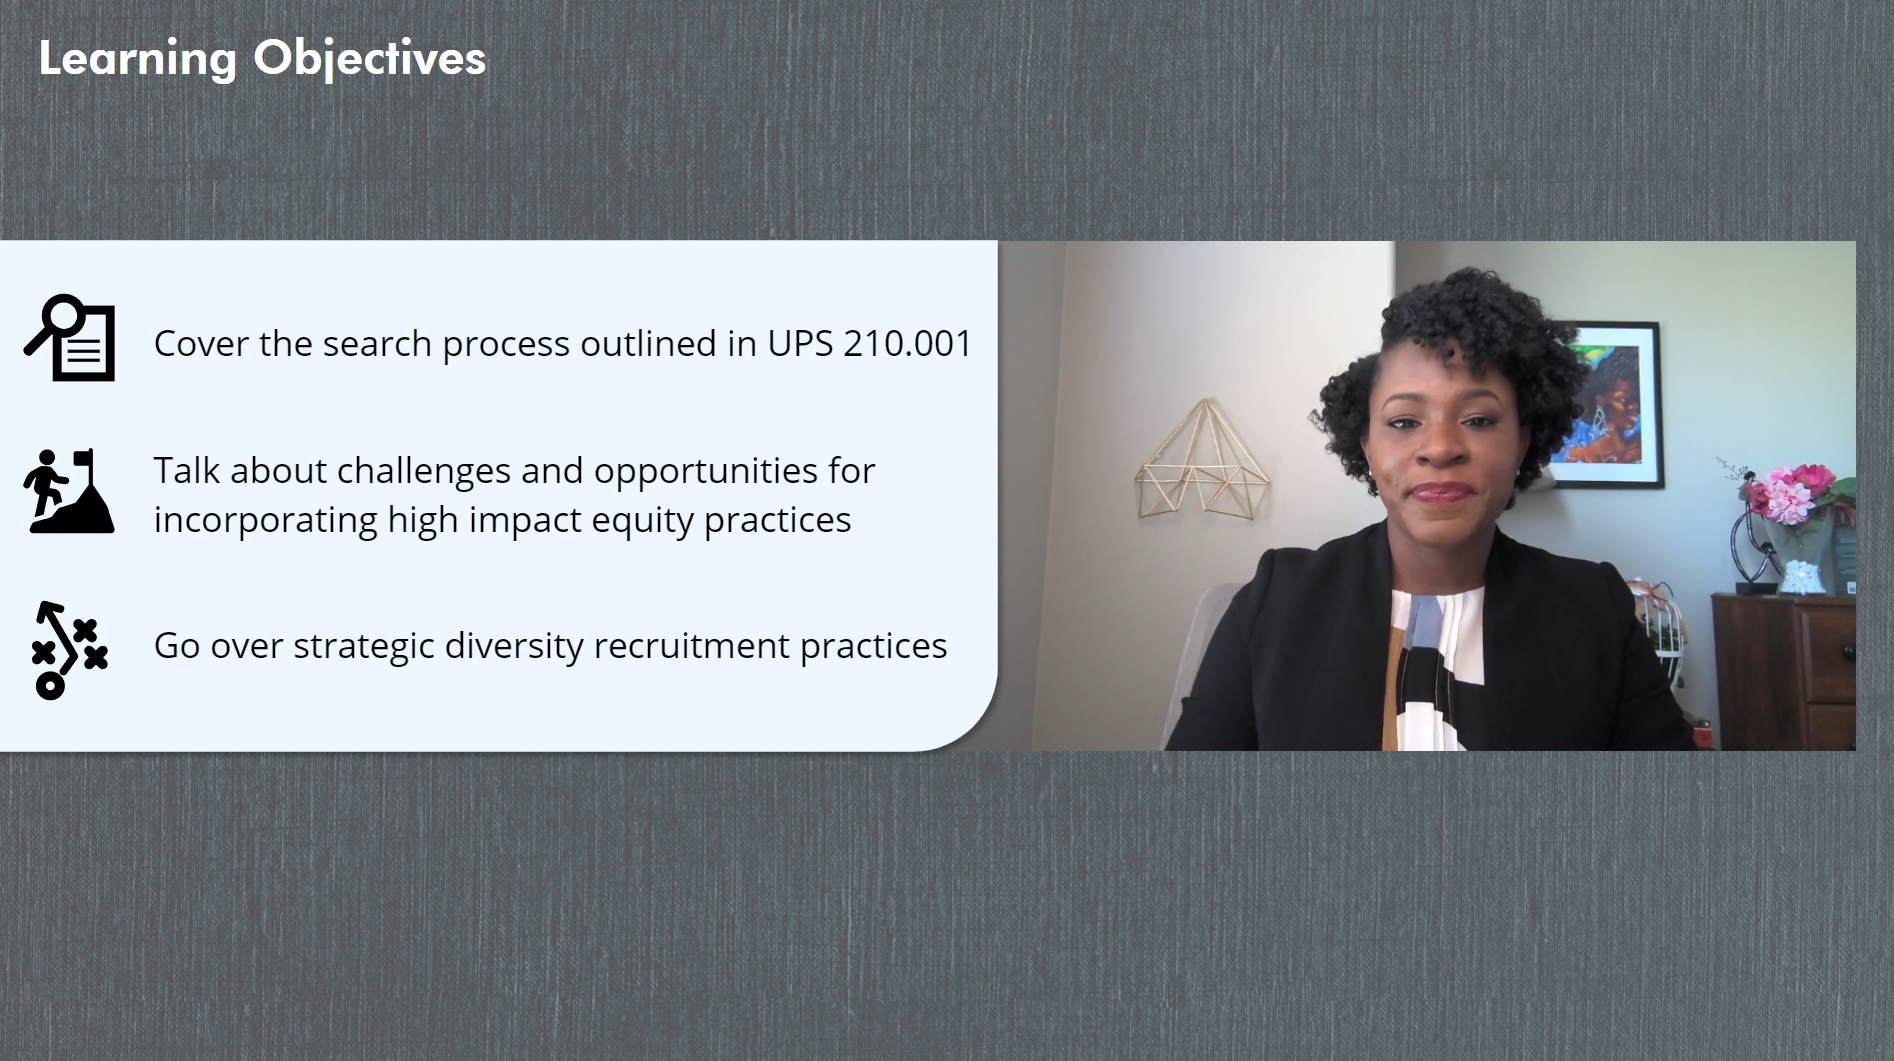 Learning Objectives
Cover the search process outlined in UPS 210.001
Talk about challenges and opportunities for
incorporating high impact equity practices
Go over strategic diversity recruitment practices